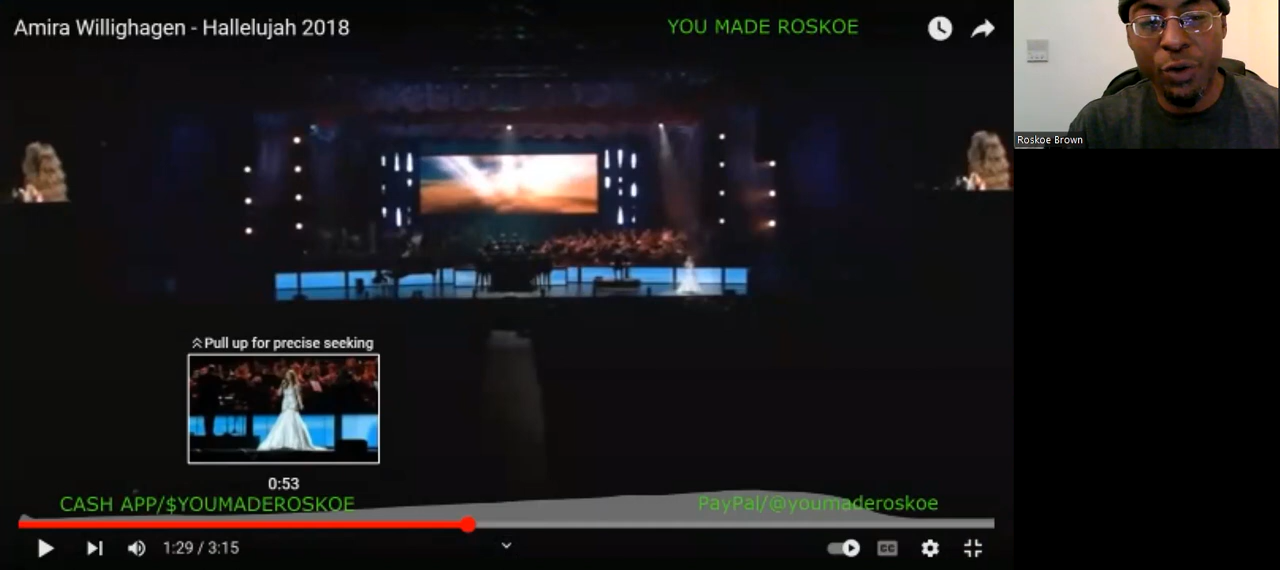 Amira Willighagen - Hallelujah 2018
YOU MADE ROSKOE
Roskoe Brown
Pull up for precise seeking
0:53
CASH APP/$YOUMADEROSKOE
PayPal/@youmaderoskoe
1:29 / 3:15
CC